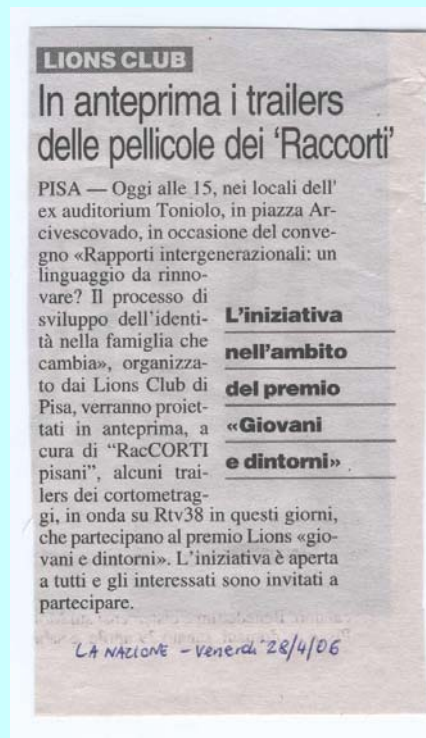 LIONS CLUB
In anteprima i trailers
delle pellicole dei 'Raccorti'
PISA — Oggi alle 15, nei locali dell'
ex auditorium Toniolo, in piazza Ar-
civescovado, in occasione del conve-
gno «Rapporti intergenerazionali: un
linguaggio da rinno-
vare? Il processo di
sviluppo dell'identi-
tà nella famiglia che
cambia», organizza-
to dai Lions Club di
Pisa, verranno proiet-
tati in anteprima, a
cura di "RacCORTI
pisani", alcuni trai-
lers dei cortometrag-
gi, in onda su Rtv38 in questi giorni,
che partecipano al premio Lions «gio-
vani e dintorni». L'iniziativa è aperta
a tutti e gli interessati sono invitati a
partecipare.
L'iniziativa
nell'ambito
del premio
«Giovani
e dintorni»
LA NAZIONE - Venerdì 28/4/06